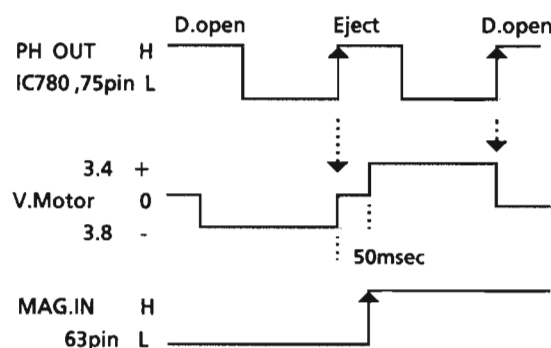 D.open Eject D.open
PH OUT H
IC780 ,75pin L
3.4 +
V.Motor 0
3.8 -
50msec
MAG.IN H
63pin L